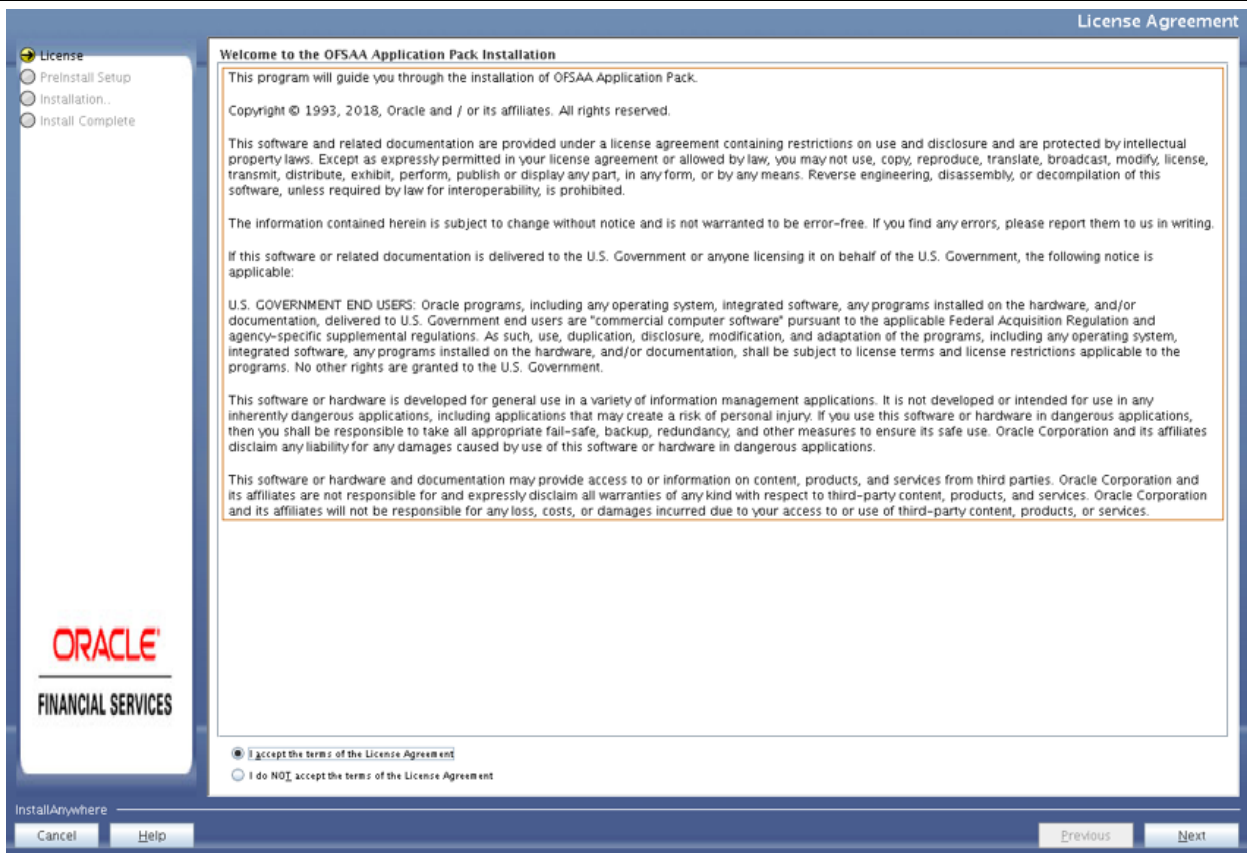 License Agreement
License
PreInstall Setup
Installation..
Install Complete
Welcome to the OFSAA Application Pack Installation
This program will guide you through the installation of OFSAA Application Pack.
Copyright © 1993, 2018, Oracle and / or its affiliates. All rights reserved.
This software and related documentation are provided under a license agreement containing restrictions on use and disclosure and are protected by intellectual
property laws. Except as expressly permitted in your license agreement or allowed by law, you may not use, copy, reproduce, translate, broadcast, modify, license,
transmit, distribute, exhibit, perform, publish or display any part, in any form, or by any means. Reverse engineering, disassembly, or decompilation of this
software, unless required by law for interoperability, is prohibited.
The information contained herein is subject to change without notice and is not warranted to be error-free. If you find any errors, please report them to us in writing.
If this software or related documentation is delivered to the U.S. Government or anyone licensing it on behalf of the U.S. Government, the following notice is
applicable:
U.S. GOVERNMENT END USERS: Oracle programs, including any operating system, integrated software, any programs installed on the hardware, and/or
documentation, delivered to U.S. Government end users are "commercial computer software" pursuant to the applicable Federal Acquisition Regulation and
agency-specific supplemental regulations. As such, use, duplication, disclosure, modification, and adaptation of the programs, including any operating system,
integrated software, any programs installed on the hardware, and/or documentation, shall be subject to license terms and license restrictions applicable to the
programs. No other rights are granted to the U.S. Government.
This software or hardware is developed for general use in a variety of information management applications. It is not developed or intended for use in any
inherently dangerous applications, including applications that may create a risk of personal injury. If you use this software or hardware in dangerous applications,
then you shall be responsible to take all appropriate fail-safe, backup, redundancy, and other measures to ensure its safe use. Oracle Corporation and its affiliates
disclaim any liability for any damages caused by use of this software or hardware in dangerous applications.
This software or hardware and documentation may provide access to or information on content, products, and services from third parties. Oracle Corporation and
its affiliates are not responsible for and expressly disclaim all warranties of any kind with respect to third-party content, products, and services. Oracle Corporation
and its affiliates will not be responsible for any loss, costs, or damages incurred due to your access to or use of third-party content, products, or services.
ORACLE
FINANCIAL SERVICES
I accept the terms of the License Agreement
I do NOT accept the terms of the License Agreement
InstallAnywhere
Cancel
Help
Previous
Next